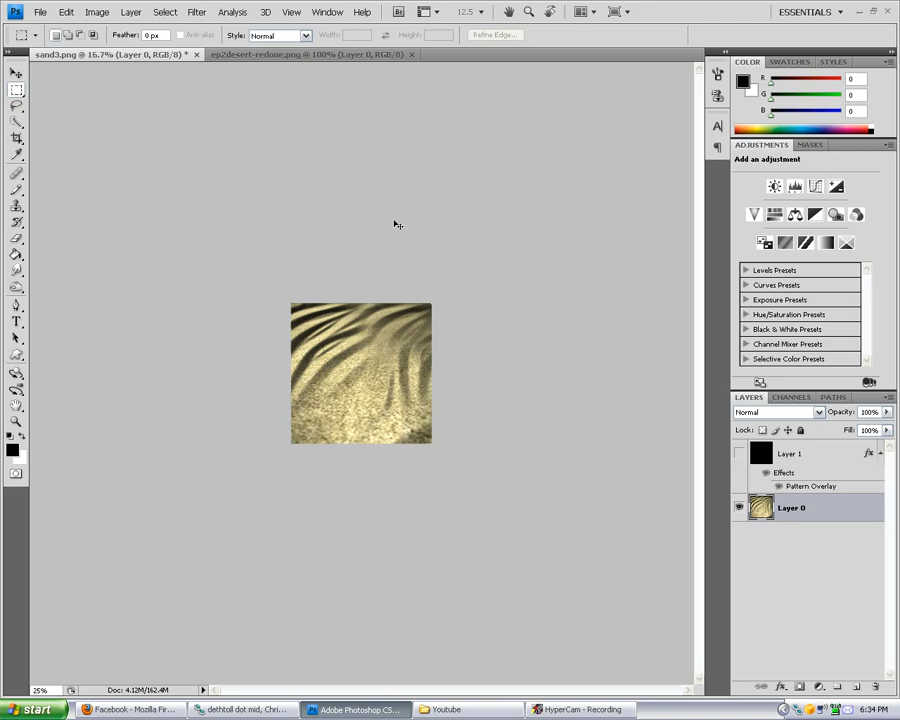 Ps File Edit Image Layer Select Filter Analysis 3D View Window Help Br 12.5 ESSENTIALS
Feather: 0 px Anti-alias Style: Normal Width: Height: Refine Edge...
sand3.png @ 16.7% (Layer 0, RGB/8) * × ep2desert-redone.png @ 100% (Layer 0, RGB/8) ×
COLOR SWATCHES STYLES
R 0
G 0
B 0
ADJUSTMENTS MASKS
Add an adjustment
Levels Presets
Curves Presets
Exposure Presets
Hue/Saturation Presets
Black & White Presets
Channel Mixer Presets
Selective Color Presets
LAYERS CHANNELS PATHS
Normal Opacity: 100%
Lock: Fill: 100%
Layer 1 fx
Effects
Pattern Overlay
Layer 0
25% Doc: 4.12M/162.4M
start Facebook - Mozilla Fir... dethtoll dot mid, Chri... Adobe Photoshop CS... Youtube HyperCam - Recording 6:34 PM